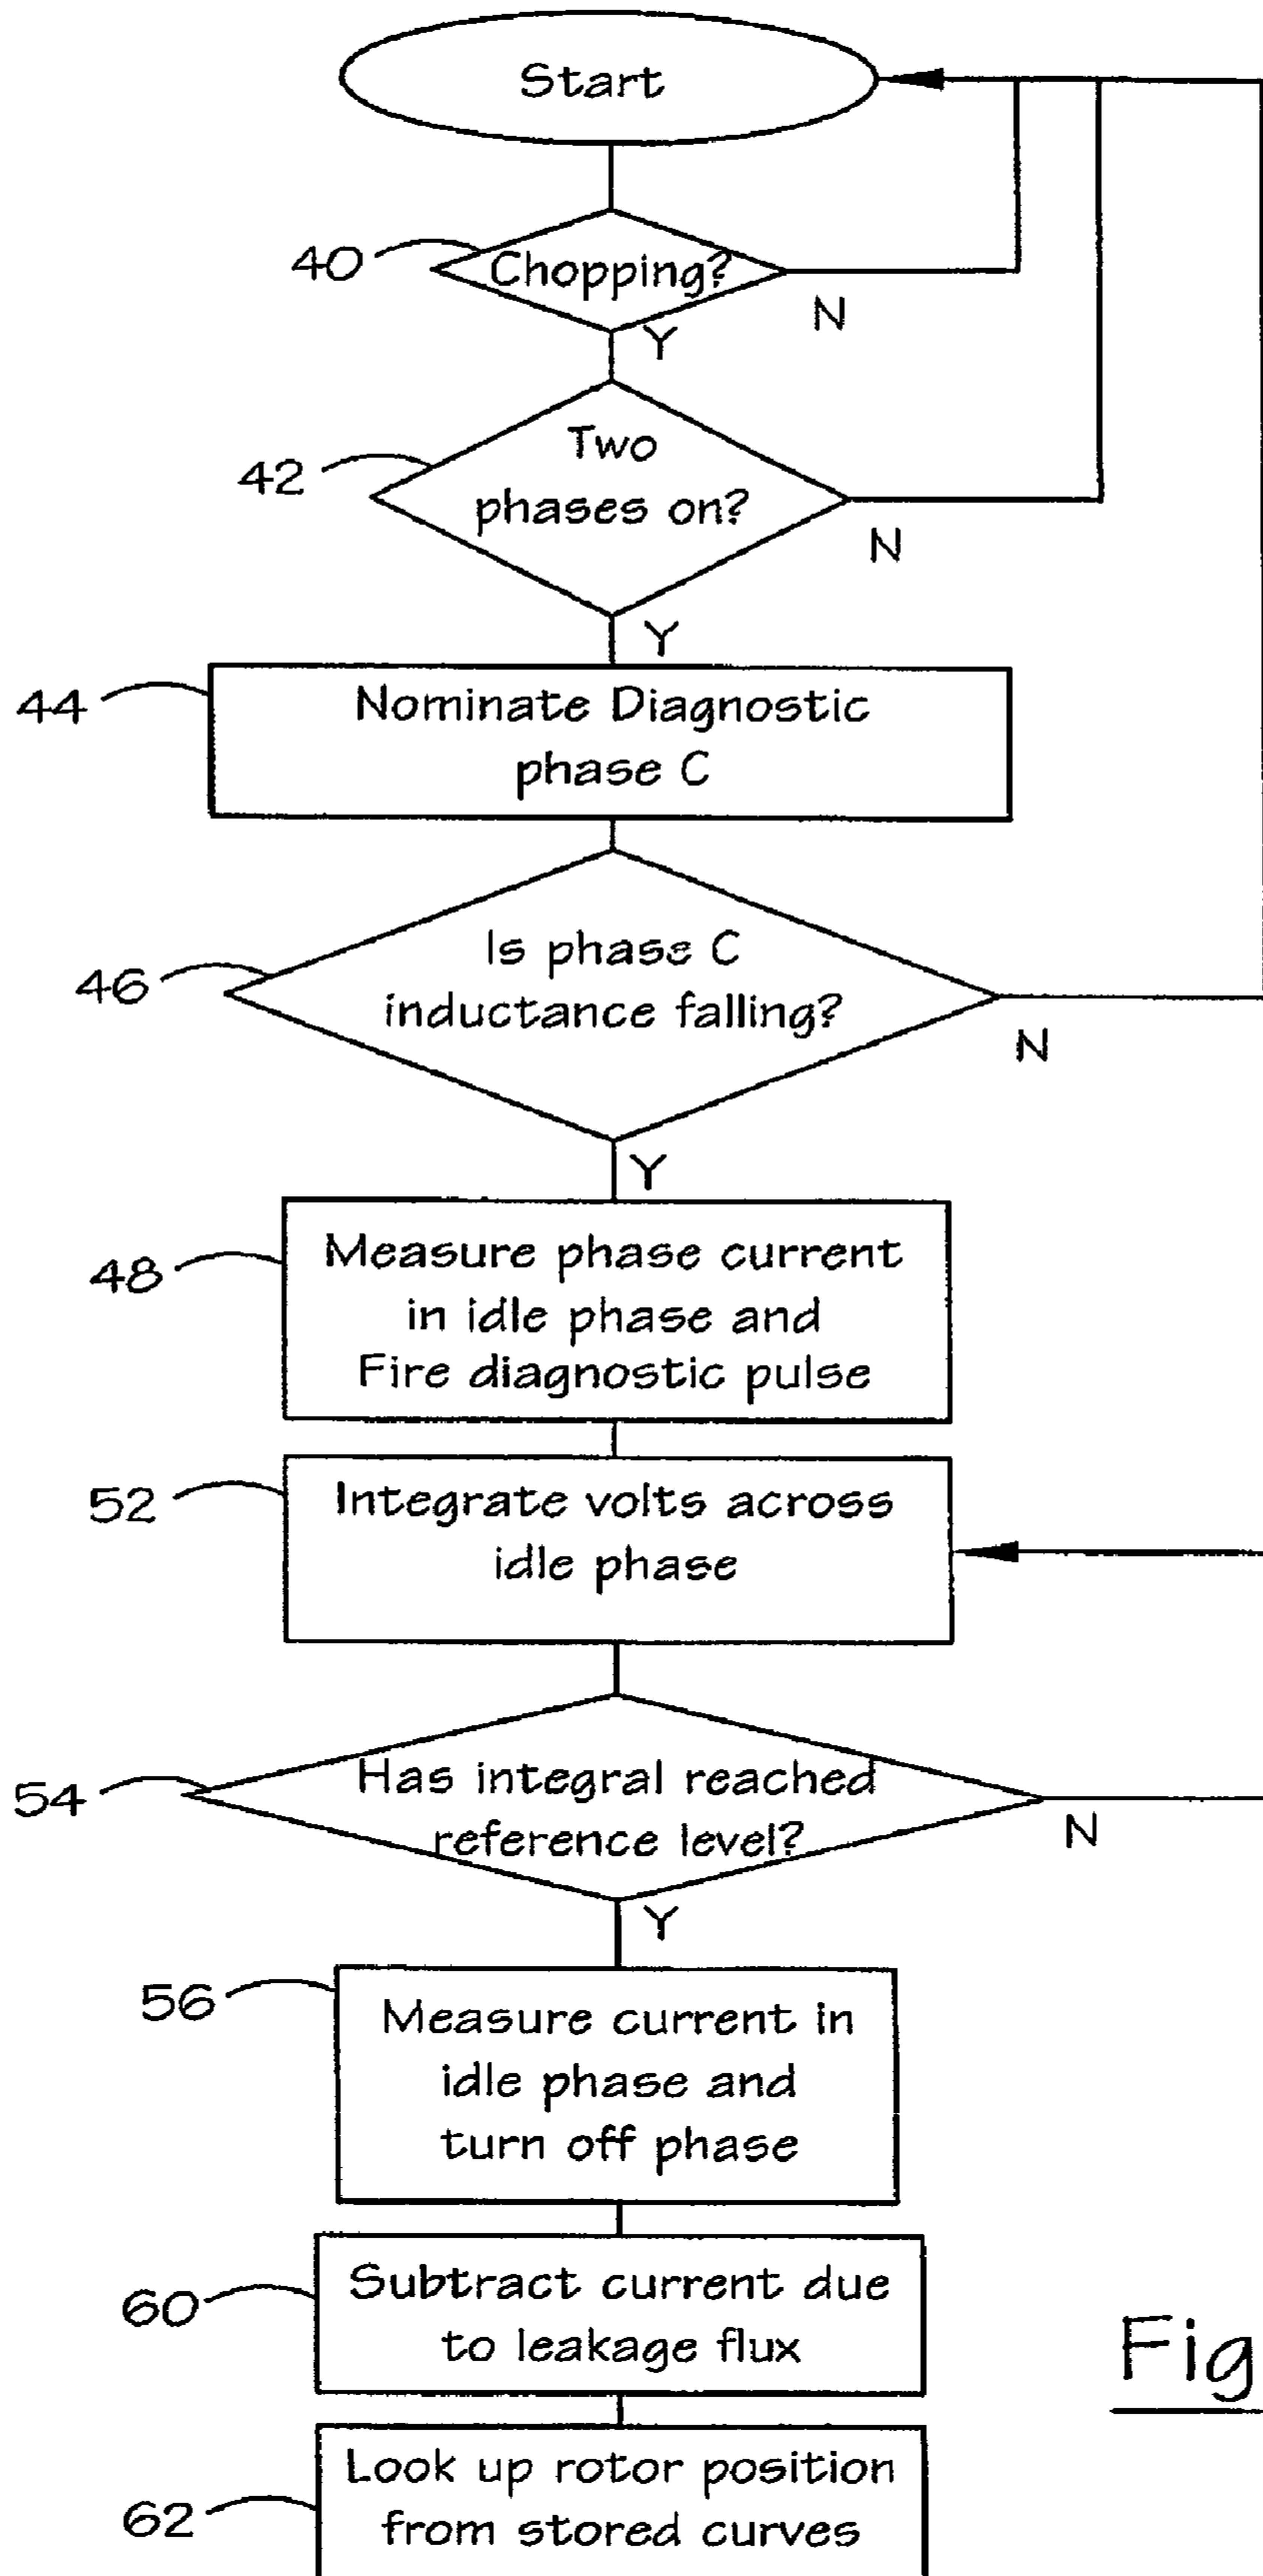 Start
40
Chopping?
N
Y
42
Two
phases on?
N
Y
44
Nominate Diagnostic
phase C
46
Is phase C
inductance falling?
N
Y
48
Measure phase current
in idle phase and
Fire diagnostic pulse
52
Integrate volts across
idle phase
54
Has integral reached
reference level?
N
Y
56
Measure current in
idle phase and
turn off phase
60
Subtract current due
to leakage flux
Fig
62
Look up rotor position
from stored curves